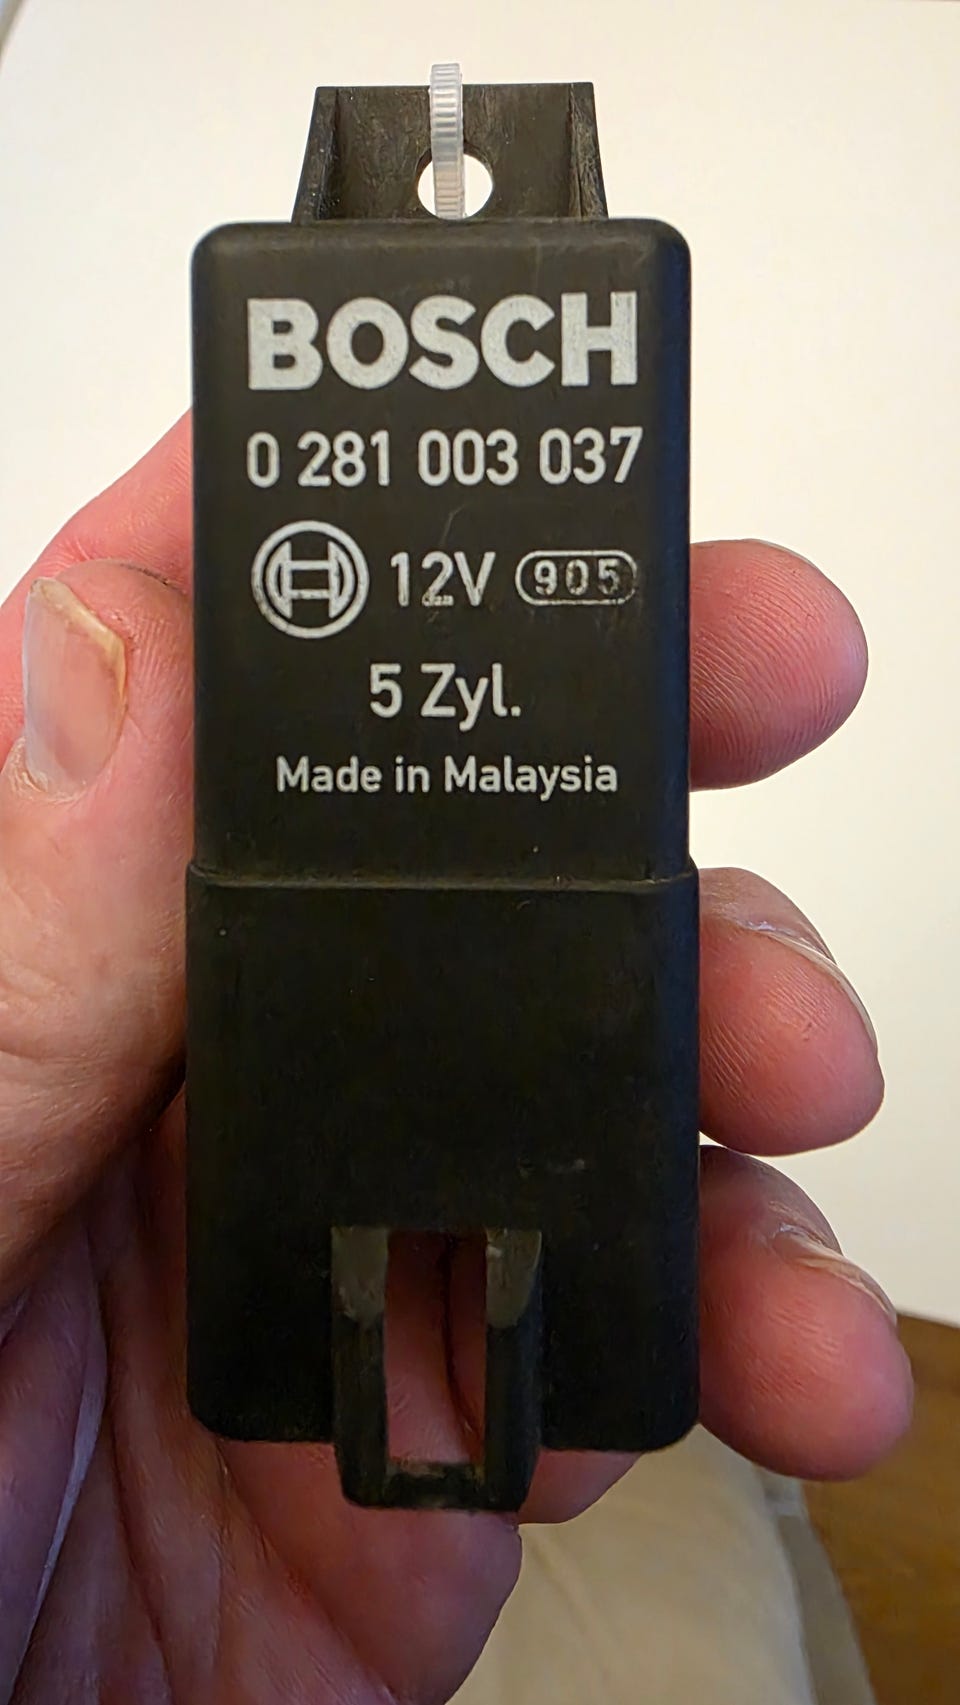 BOSCH
0 281 003 037
12V 905
5 Zyl.
Made in Malaysia